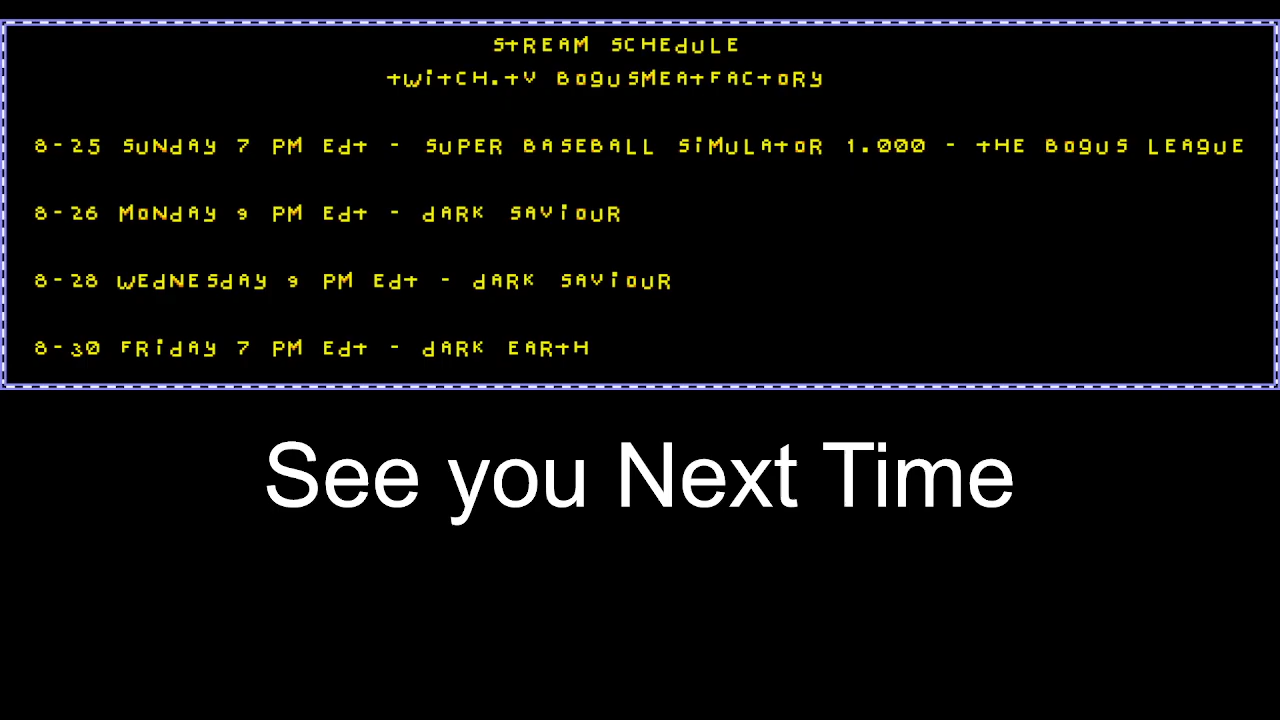 StREAM SCHEdULE
tWitCH.tV BoguSMEAtFACtoRy
8-25 SUNdAy 7 PM Edt - SUPER BASEBALL SiMuLAtoR 1.000 - tHE BoguS LEAguE
8-26 MoNdAy 9 PM Edt - dARK SAViouR
8-28 WEdNESdAy 9 PM Edt - dARK SAViouR
8-30 FRidAy 7 PM Edt - dARK EARtH
See you Next Time